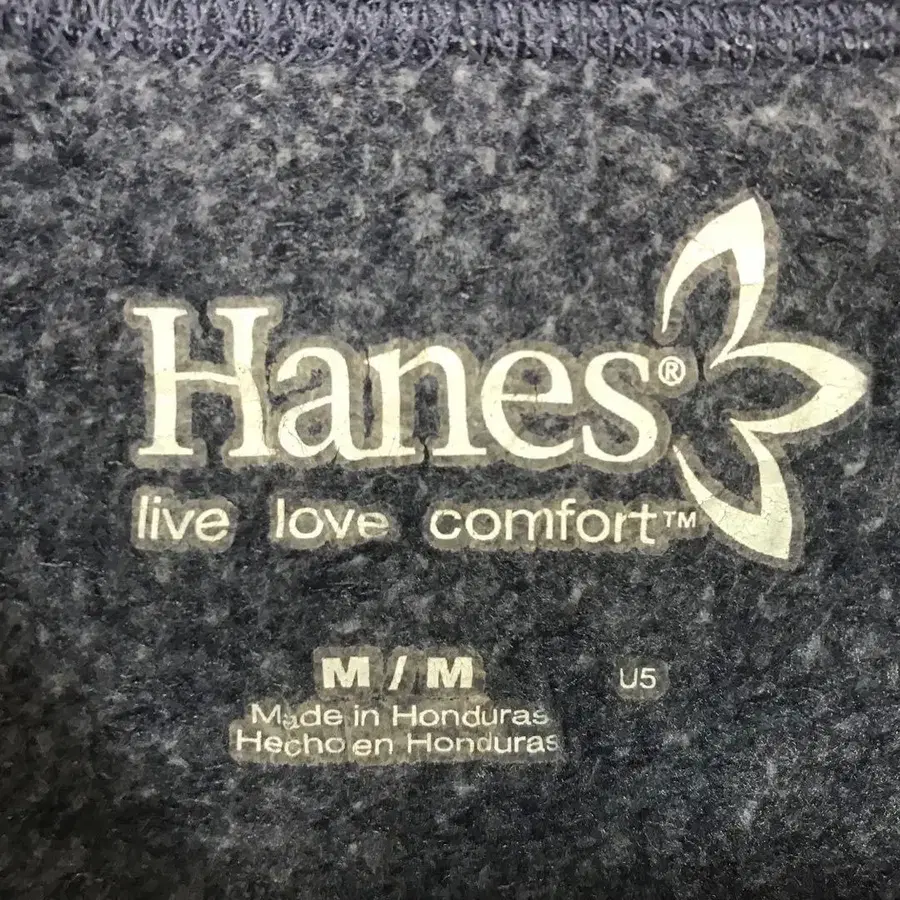 Hanes®
live love comfort™
M / M
U5
Made in Honduras
Hecho en Honduras